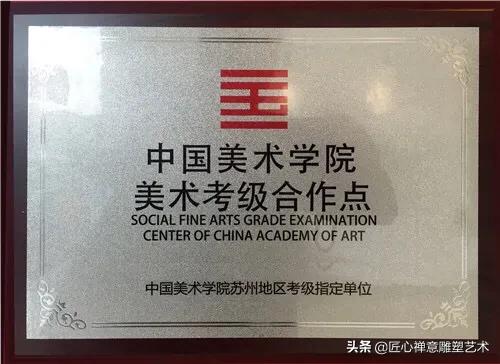 中国美术学院
美术考级合作点
SOCIAL FINE ARTS GRADE EXAMINATION
CENTER OF CHINA ACADEMY OF ART
中国美术学院苏州地区考级指定单位
头条 @匠心禅意雕塑艺术